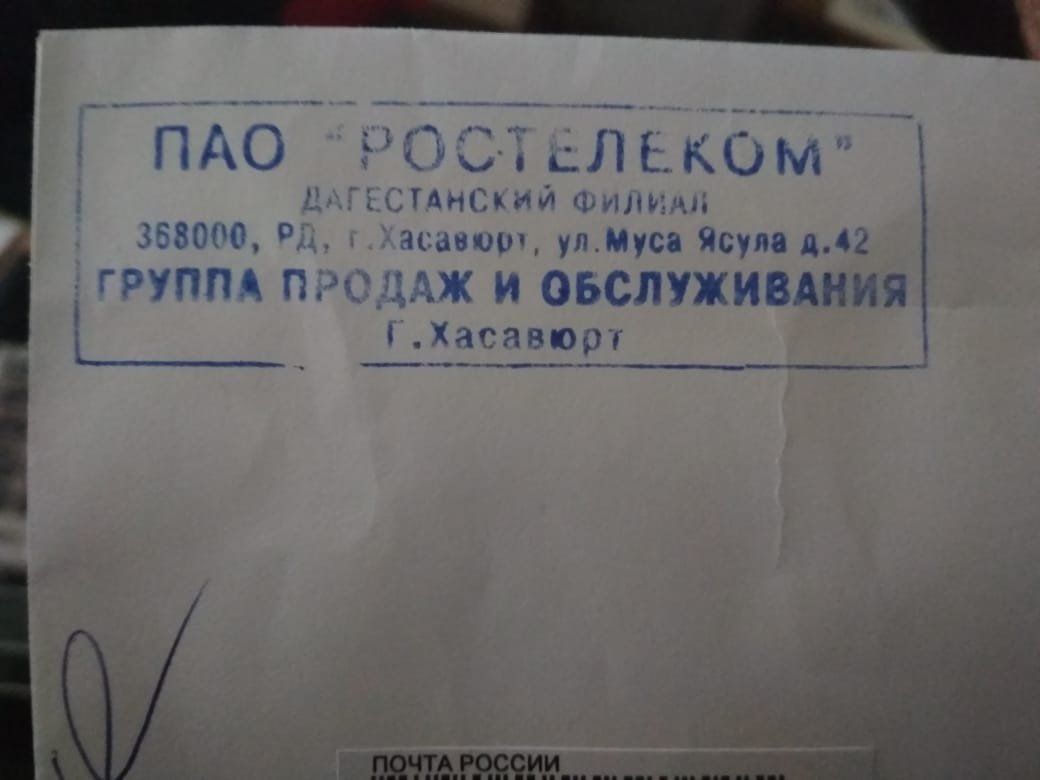 ПАО "РОСТЕЛЕКОМ"
ДАГЕСТАНСКИЙ ФИЛИАЛ
368000, РД, г.Хасавюрт, ул.Муса Ясула д.42
ГРУППА ПРОДАЖ И ОБСЛУЖИВАНИЯ
Г.Хасавюрт
ПОЧТА РОССИИ